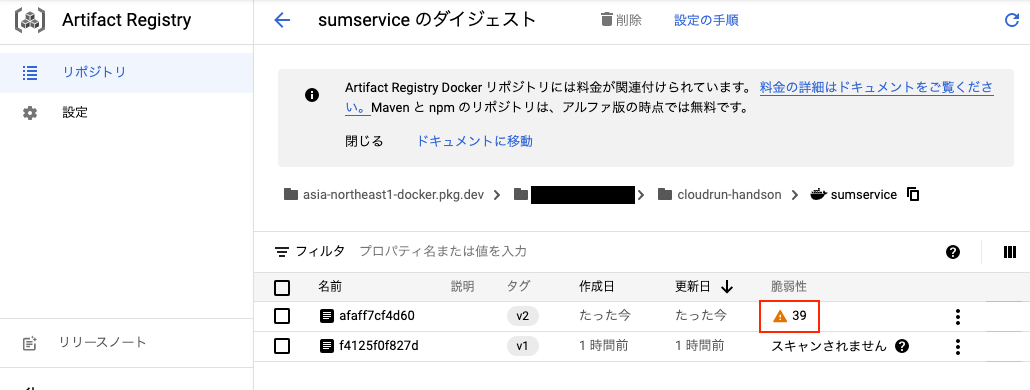 Artifact Registry
sumservice のダイジェスト
削除
設定の手順
リポジトリ
設定
Artifact Registry Docker リポジトリには料金が関連付けられています。 料金の詳細はドキュメントをご覧くださ
い。Maven と npm のリポジトリは、アルファ版の時点では無料です。
閉じる
ドキュメントに移動
asia-northeast1-docker.pkg.dev
cloudrun-handson
sumservice
フィルタ プロパティ名または値を入力
名前 説明 タグ 作成日 更新日 脆弱性
afaff7cf4d60 v2 たった今 たった今 39
f4125f0f827d v1 1 時間前 1 時間前 スキャンされません
リリースノート